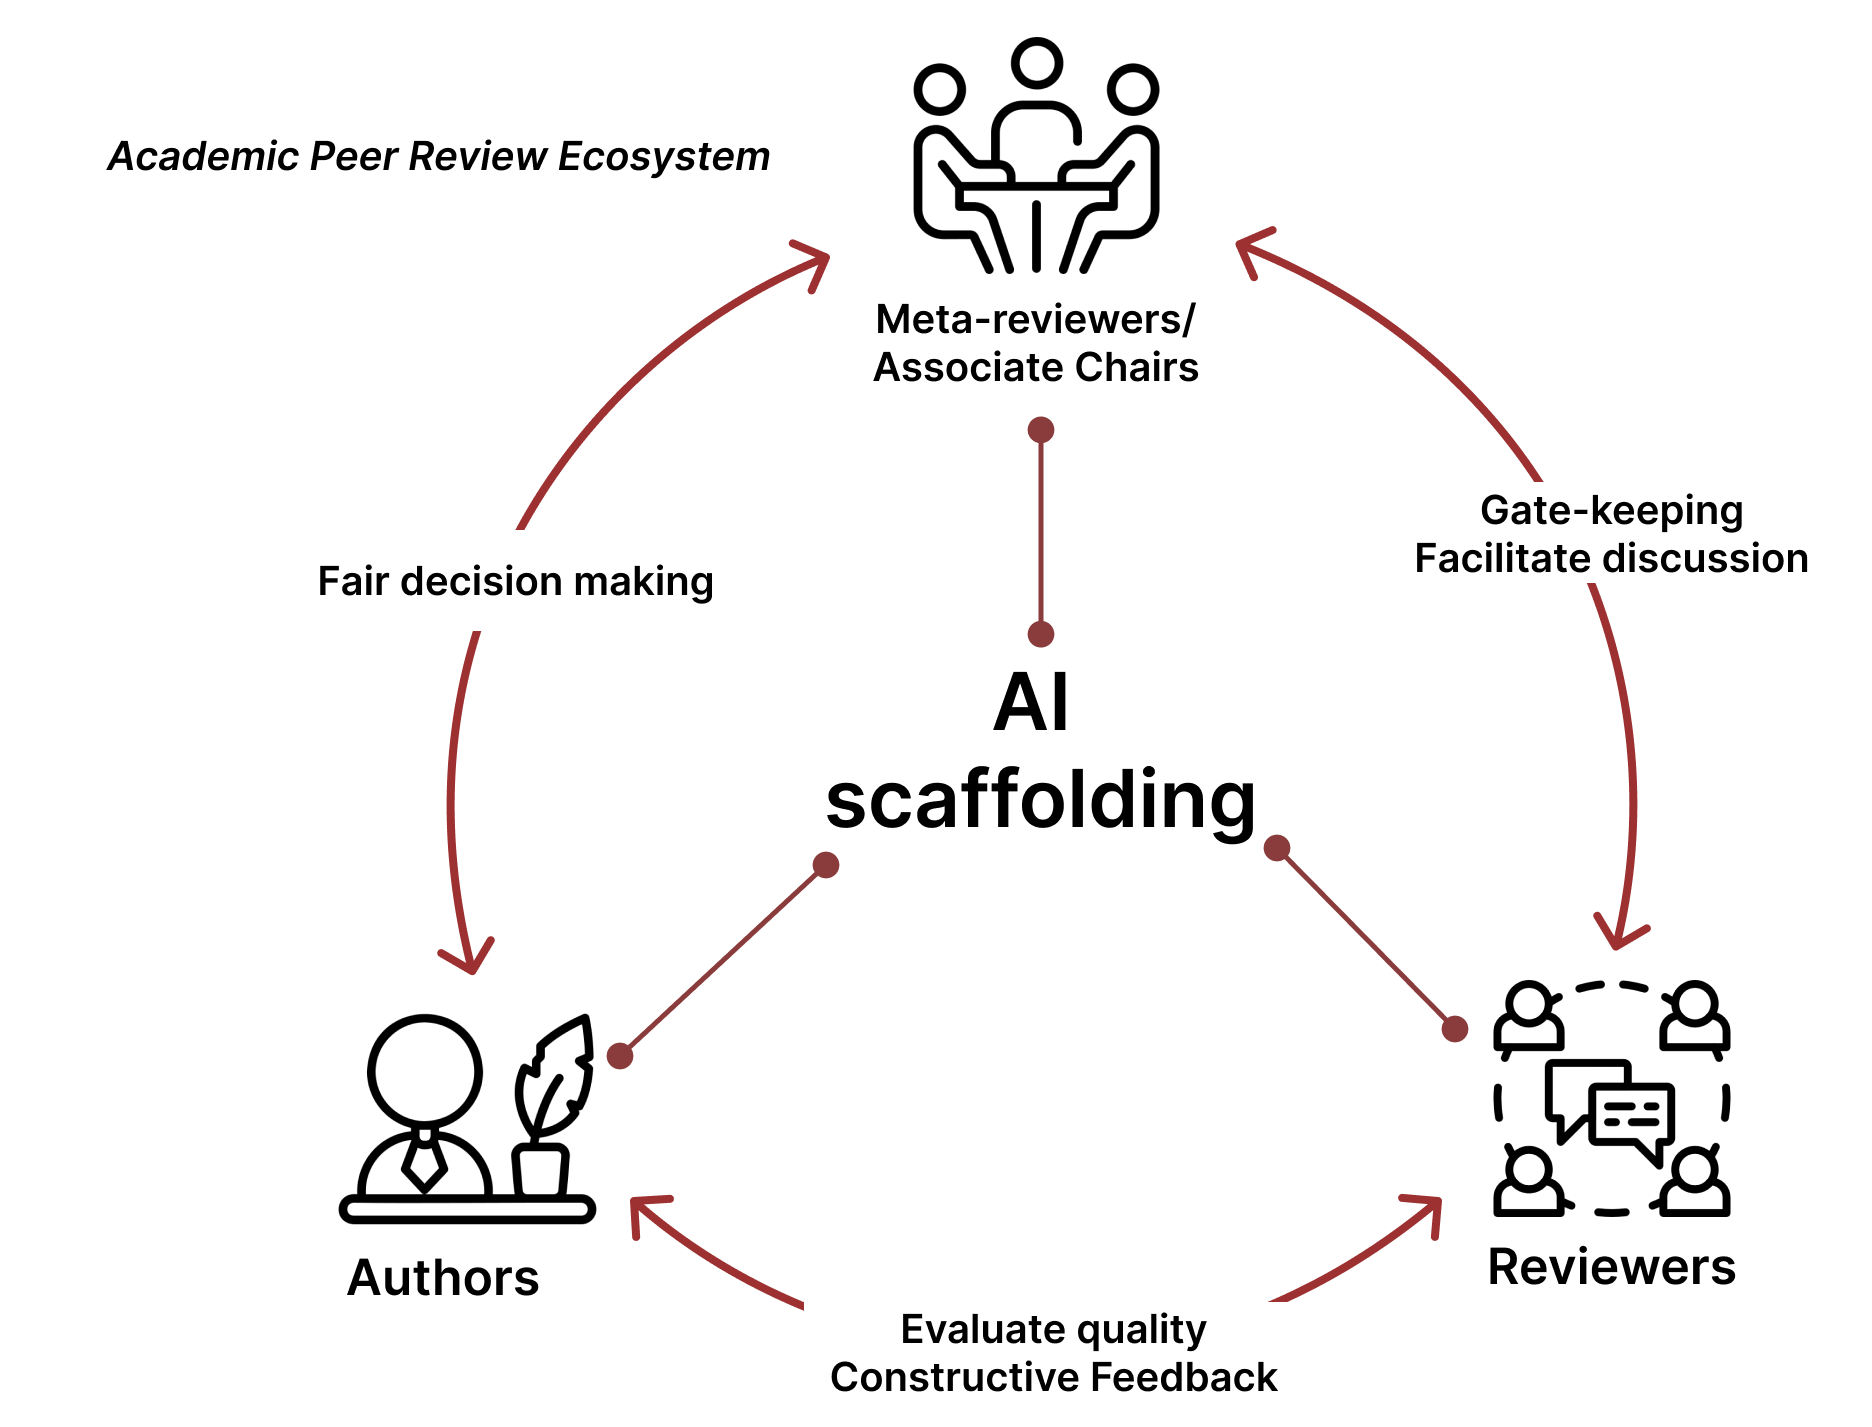 Academic Peer Review Ecosystem
Meta-reviewers/
Associate Chairs
Gate-keeping
Facilitate discussion
Fair decision making
AI
scaffolding
Authors
Reviewers
Evaluate quality
Constructive Feedback